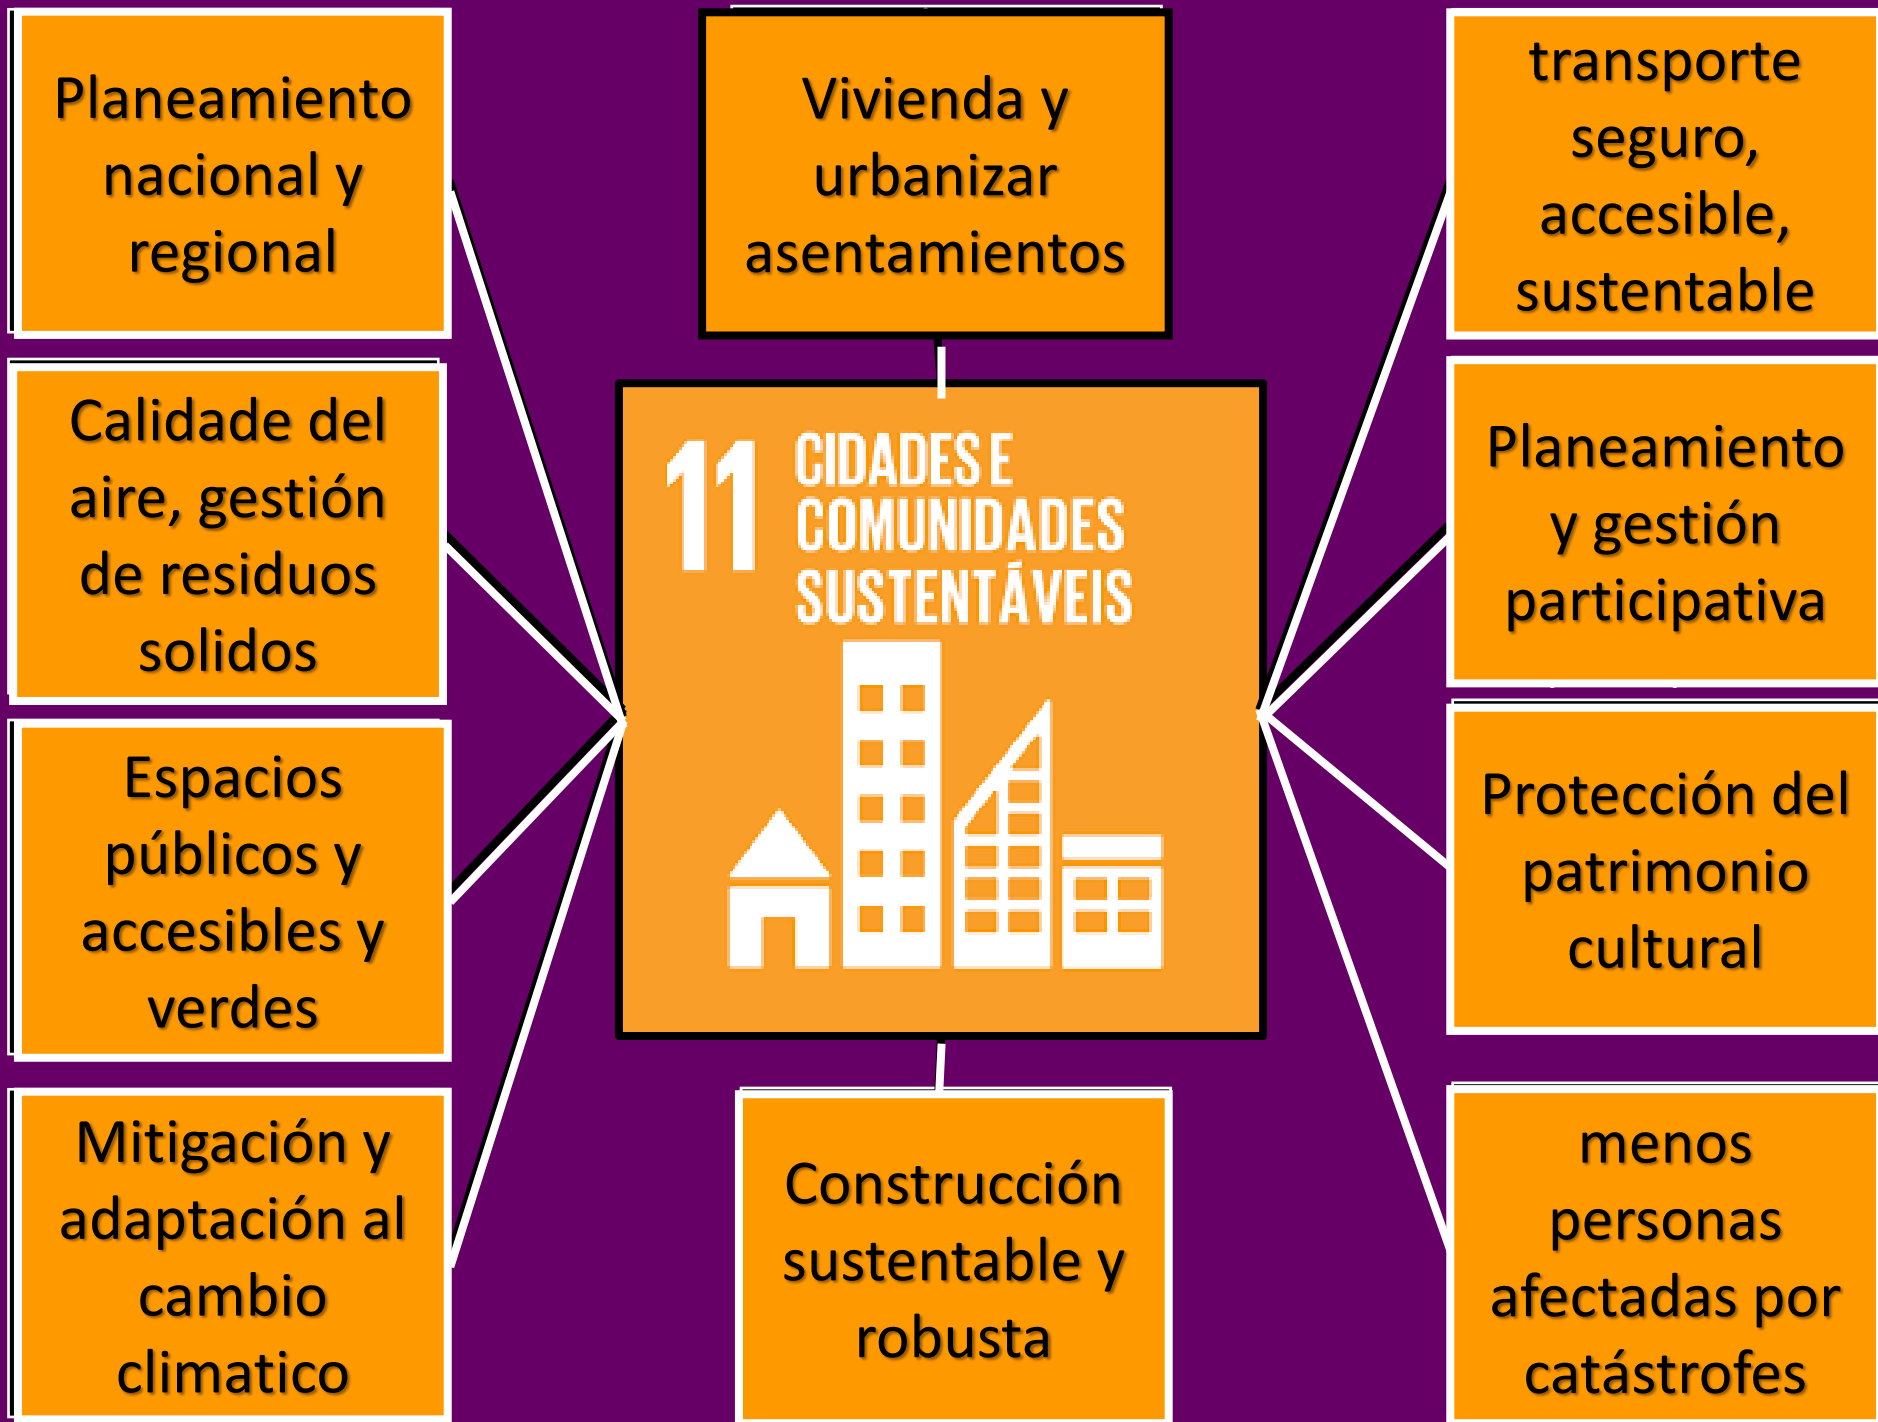 Planeamiento
nacional y
regional
Vivienda y
urbanizar
asentamientos
transporte
seguro,
accesible,
sustentable
Calidade del
aire, gestión
de residuos
solidos
11
CIDADES E
COMUNIDADES
SUSTENTÁVEIS
Planeamiento
y gestión
participativa
Espacios
públicos y
accesibles y
verdes
Protección del
patrimonio
cultural
Mitigación y
adaptación al
cambio
climatico
Construcción
sustentable y
robusta
menos
personas
afectadas por
catástrofes